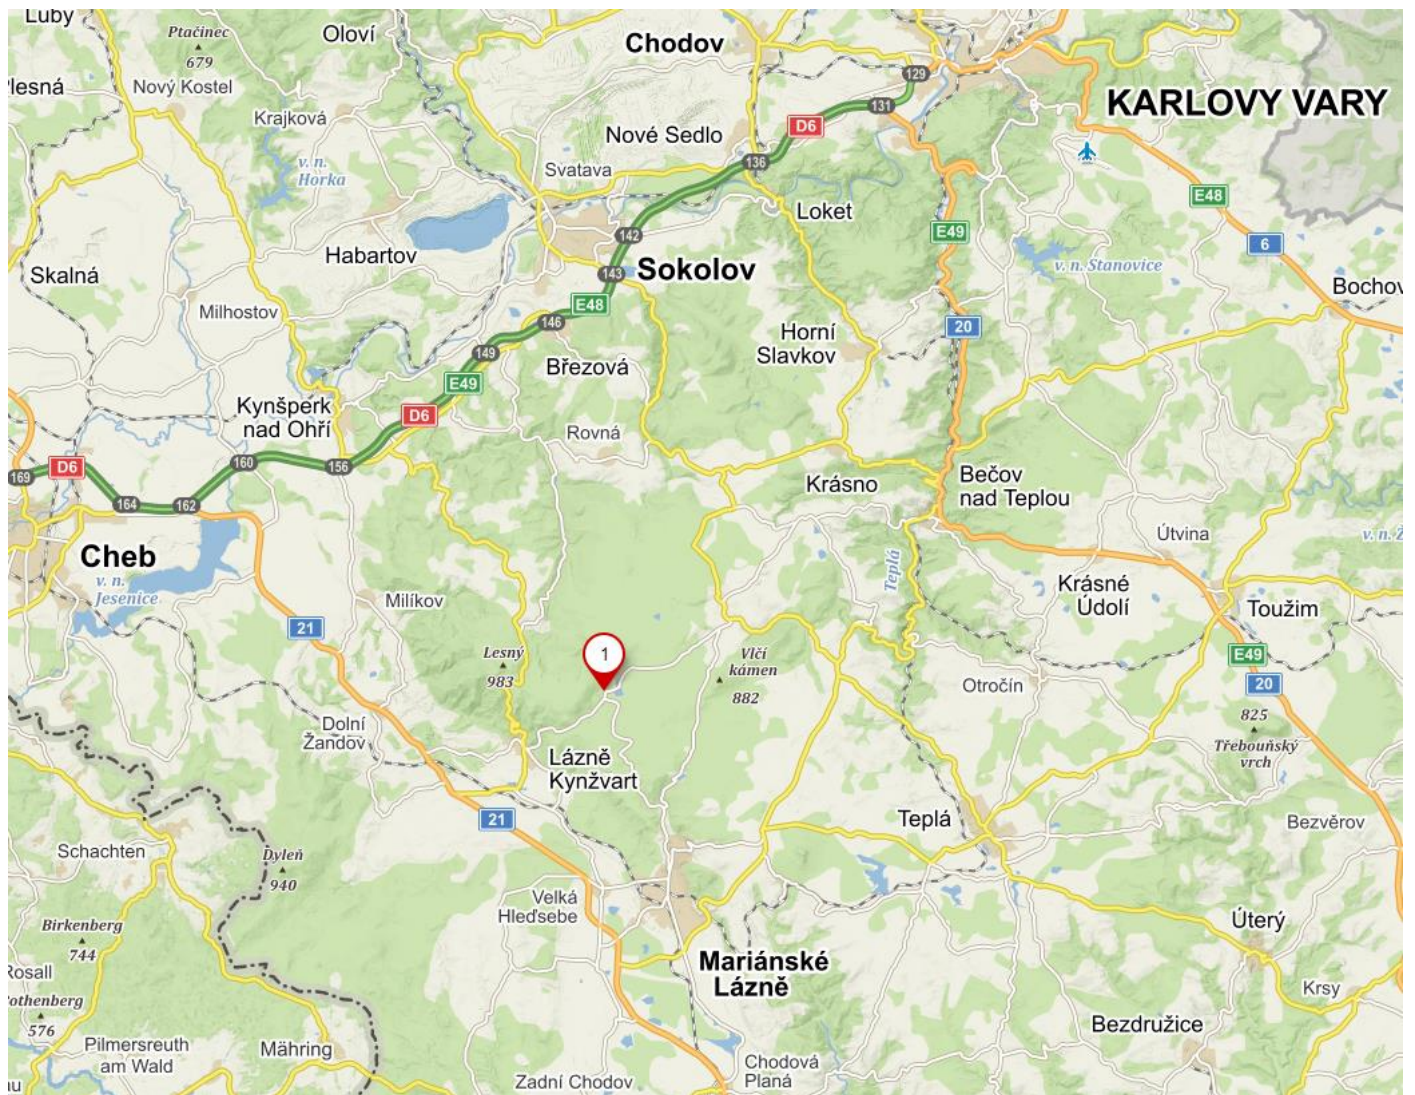 Luby
Ptačinec
679
Oloví
Chodov
129
Plesná
Nový Kostel
131
KARLOVY VARY
Krajková
Nové Sedlo
D6
v. n.
Horka
Svatava
136
E48
Loket
Habartov
142
E49
6
Skalná
143
Sokolov
v. n. Stanovice
Bochov
Milhostov
E48
146
20
Horní
Slavkov
149
Březová
E49
Kynšperk
nad Ohří
D6
Rovná
169
D6
160
156
Krásno
Bečov
nad Teplou
164
162
Útvina
Cheb
v. n.
Jesenice
Teplá
Krásné
Údolí
Toužim
Milíkov
21
Lesný
983
1
Vlčí
kámen
882
E49
Otročín
20
825
Třebouňský
vrch
Dolní
Žandov
Lázně
Kynžvart
21
Teplá
Bezvěrov
Schachten
Dyleň
940
Velká
Hleďsebe
Úterý
Birkenberg
744
Mariánské
Lázně
Rosall
Krsy
Rothenberg
576
Bezdružice
Pilmersreuth
am Wald
Mähring
Zadní Chodov
Chodová
Planá